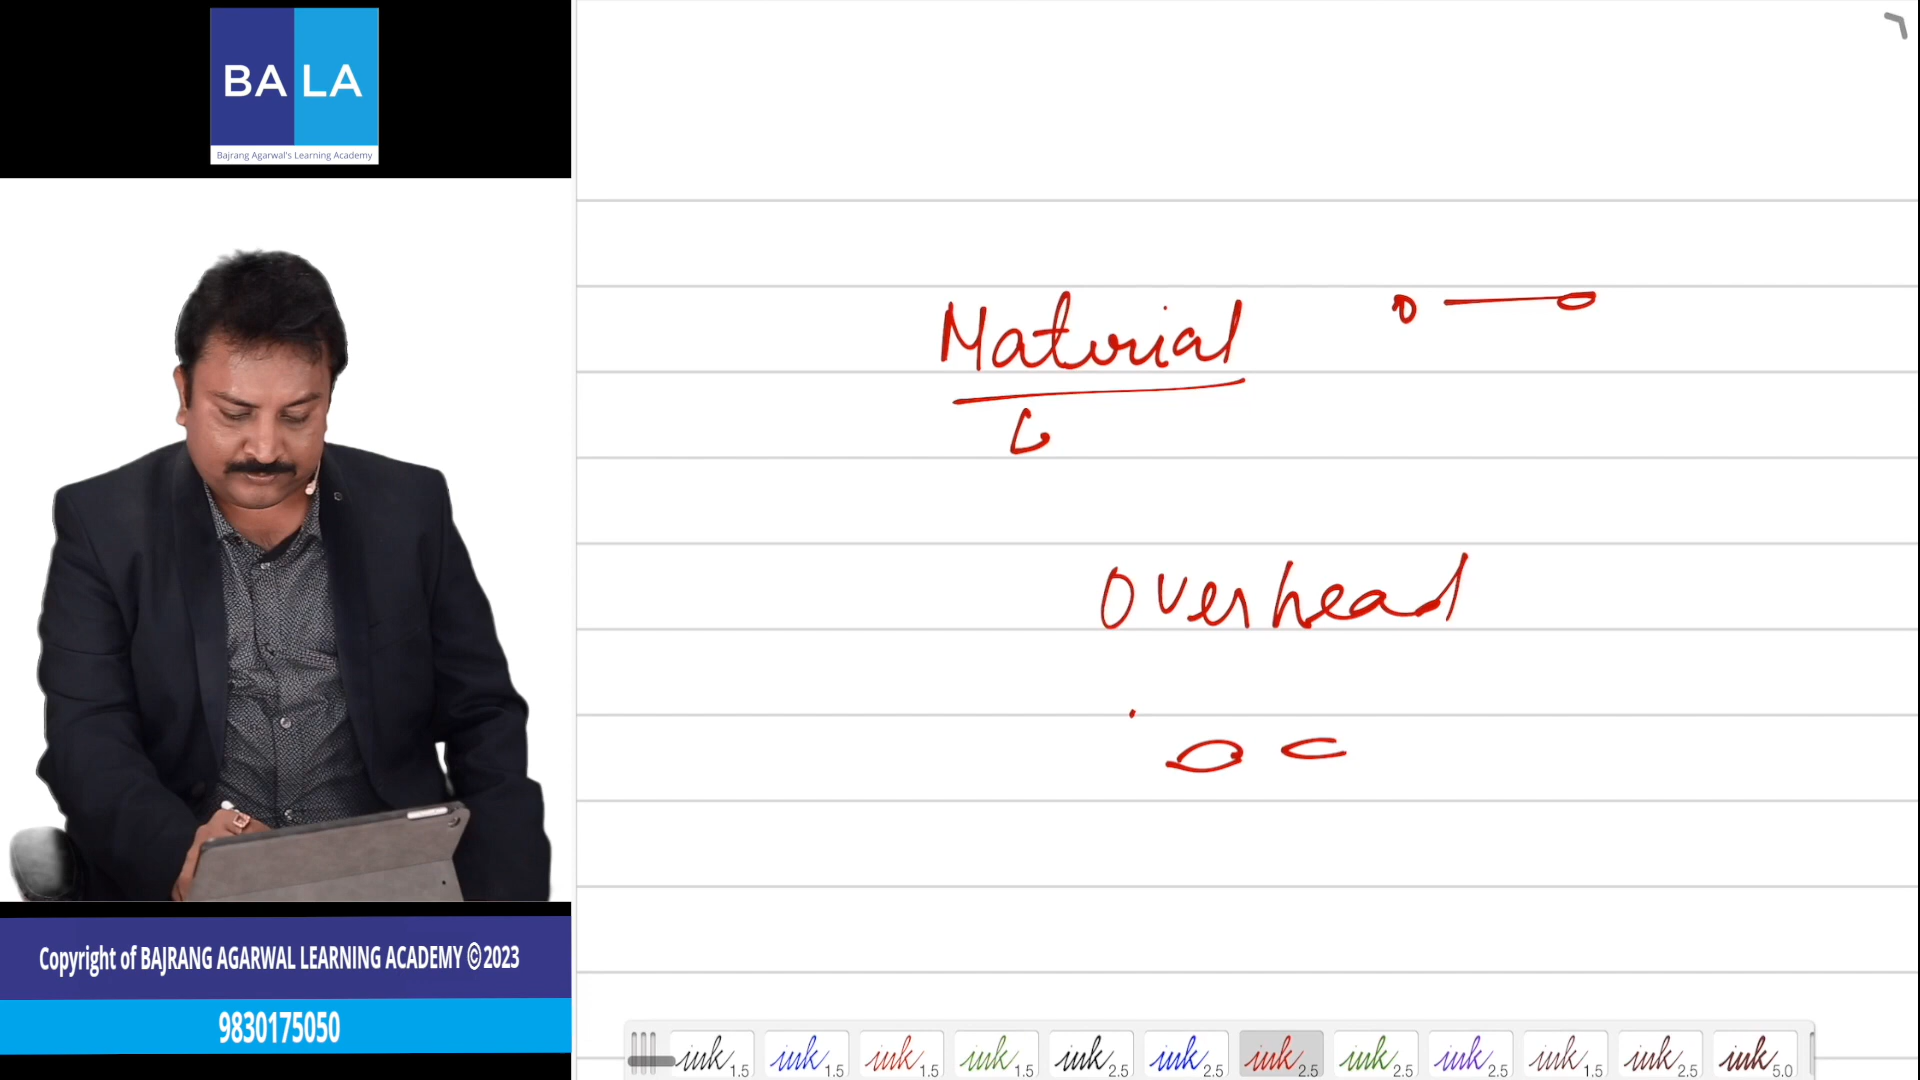 BA LA
Bajrang Agarwal's Learning Academy
Material
Overhead
Copyright of BAJRANG AGARWAL LEARNING ACADEMY ©2023
9830175050
ink 1.5 ink 1.5 ink 1.5 ink 1.5 ink 2.5 ink 2.5 ink 2.5 ink 2.5 ink 2.5 ink 1.5 ink 2.5 ink 5.0